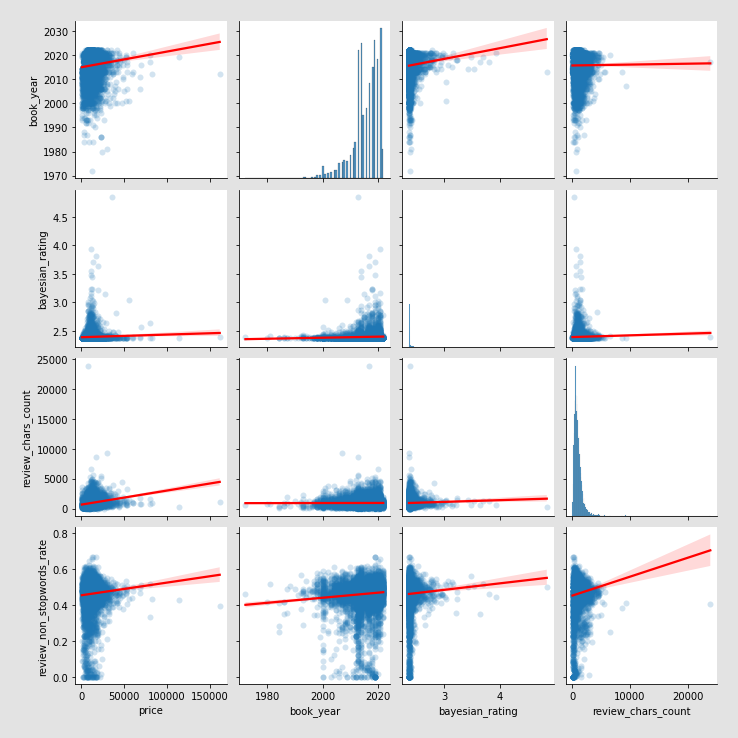 2030
2020
2010
2000
1990
1980
1970
book_year
4.5
4.0
3.5
3.0
2.5
bayesian_rating
25000
20000
15000
10000
5000
0
review_chars_count
0.8
0.6
0.4
0.2
0.0
review_non_stopwords_rate
0 50000 100000 150000
price
1980 2000 2020
book_year
3 4
bayesian_rating
0 10000 20000
review_chars_count